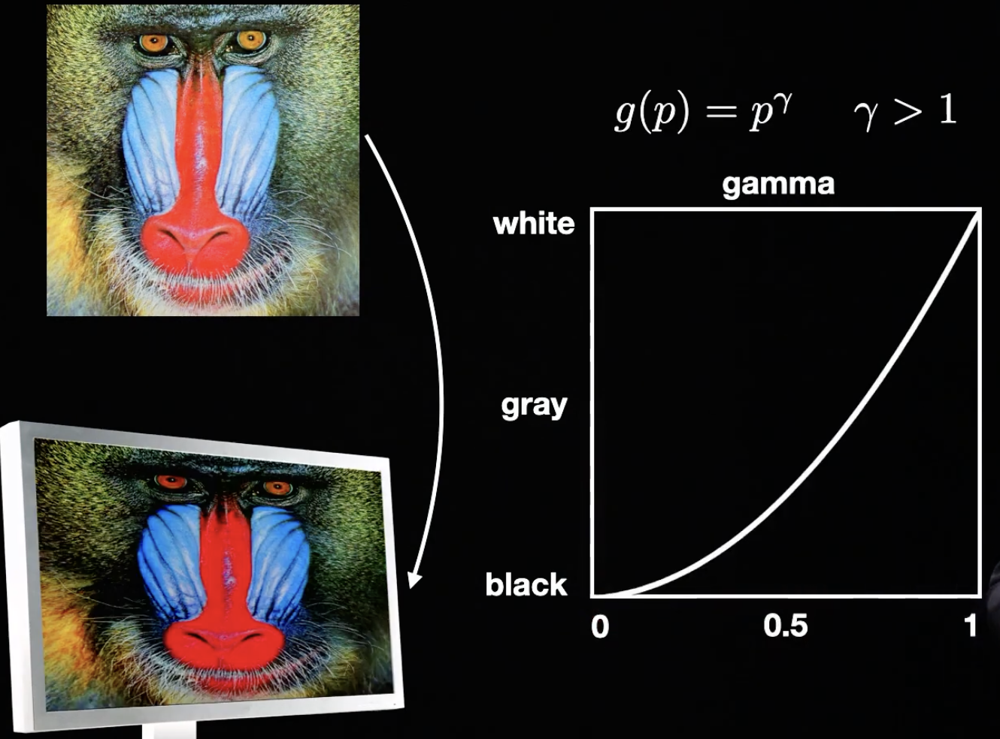 g(p) = p^γ γ > 1
gamma
white
gray
black
0 0.5 1